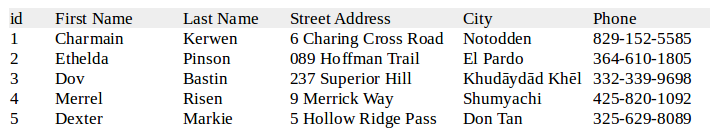 id First Name Last Name Street Address City Phone
1 Charmain Kerwen 6 Charing Cross Road Notodden 829-152-5585
2 Ethelda Pinson 089 Hoffman Trail El Pardo 364-610-1805
3 Dov Bastin 237 Superior Hill Khudāydād Khēl 332-339-9698
4 Merrel Risen 9 Merrick Way Shumyachi 425-820-1092
5 Dexter Markie 5 Hollow Ridge Pass Don Tan 325-629-8089